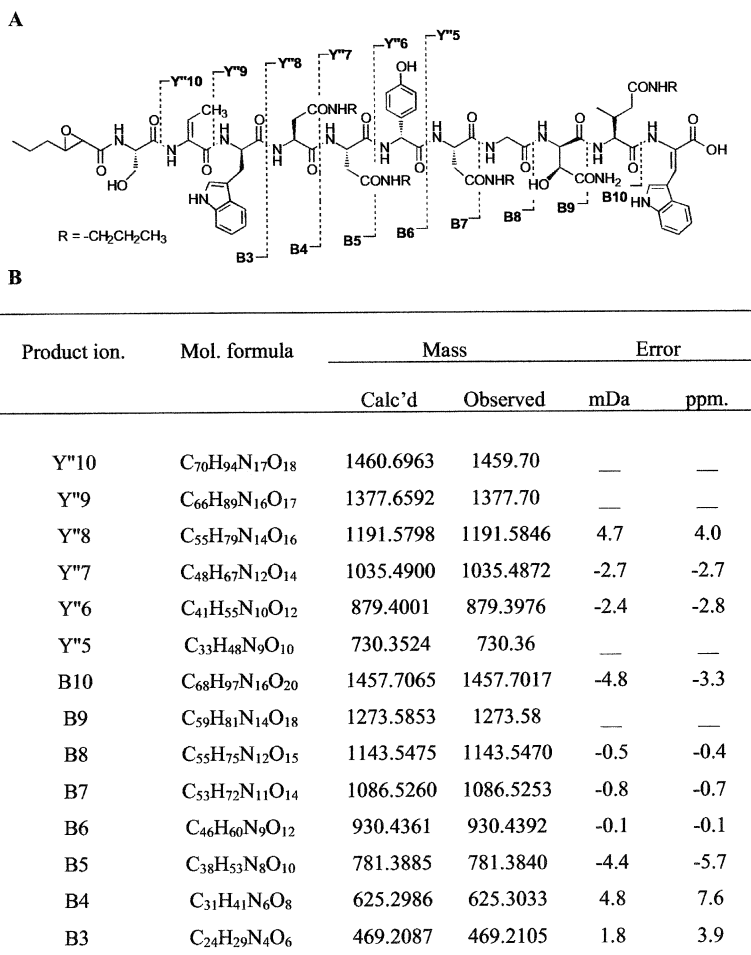 A
Y"5
Y"6
Y"7
Y"8
Y"9
Y"10
OH
CH₃
CONHR
CONHR
O
H
N
O
HO
N
H
O
H
N
O
N
H
O
H
N
O
N
H
O
H
N
O
N
H
O
H
N
O
N
H
O
H
N
O
OH
HN
CONHR
CONHR
HO
CONH₂
HN
R = -CH₂CH₂CH₃
B3
B4
B5
B6
B7
B8
B9
B10
B
Product ion. Mol. formula Mass Error
Calc'd Observed mDa ppm.
Y"10 C₇₀H₉₄N₁₇O₁₈ 1460.6963 1459.70 — —
Y"9 C₆₆H₈₉N₁₆O₁₇ 1377.6592 1377.70 — —
Y"8 C₅₅H₇₉N₁₄O₁₆ 1191.5798 1191.5846 4.7 4.0
Y"7 C₄₈H₆₇N₁₂O₁₄ 1035.4900 1035.4872 -2.7 -2.7
Y"6 C₄₁H₅₅N₁₀O₁₂ 879.4001 879.3976 -2.4 -2.8
Y"5 C₃₃H₄₈N₉O₁₀ 730.3524 730.36 — —
B10 C₆₈H₉₇N₁₆O₂₀ 1457.7065 1457.7017 -4.8 -3.3
B9 C₅₉H₈₁N₁₄O₁₈ 1273.5853 1273.58 — —
B8 C₅₅H₇₅N₁₂O₁₅ 1143.5475 1143.5470 -0.5 -0.4
B7 C₅₃H₇₂N₁₁O₁₄ 1086.5260 1086.5253 -0.8 -0.7
B6 C₄₆H₆₀N₉O₁₂ 930.4361 930.4392 -0.1 -0.1
B5 C₃₈H₅₃N₈O₁₀ 781.3885 781.3840 -4.4 -5.7
B4 C₃₁H₄₁N₆O₈ 625.2986 625.3033 4.8 7.6
B3 C₂₄H₂₉N₄O₆ 469.2087 469.2105 1.8 3.9